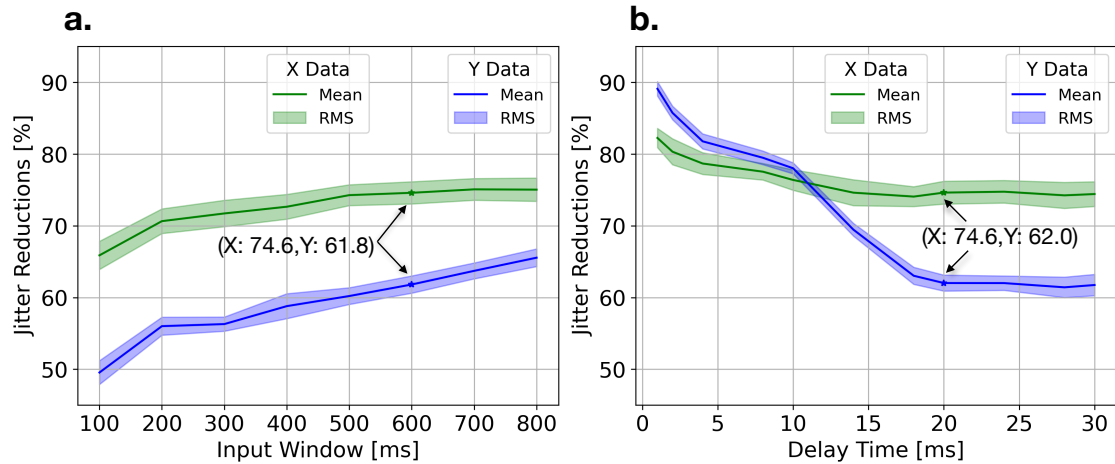 a.
Jitter Reductions [%]
90
80
70
60
50
X Data
Mean
RMS
Y Data
Mean
RMS
(X: 74.6,Y: 61.8)
100 200 300 400 500 600 700 800
Input Window [ms]
b.
Jitter Reductions [%]
90
80
70
60
50
X Data
Mean
RMS
Y Data
Mean
RMS
(X: 74.6,Y: 62.0)
0 5 10 15 20 25 30
Delay Time [ms]